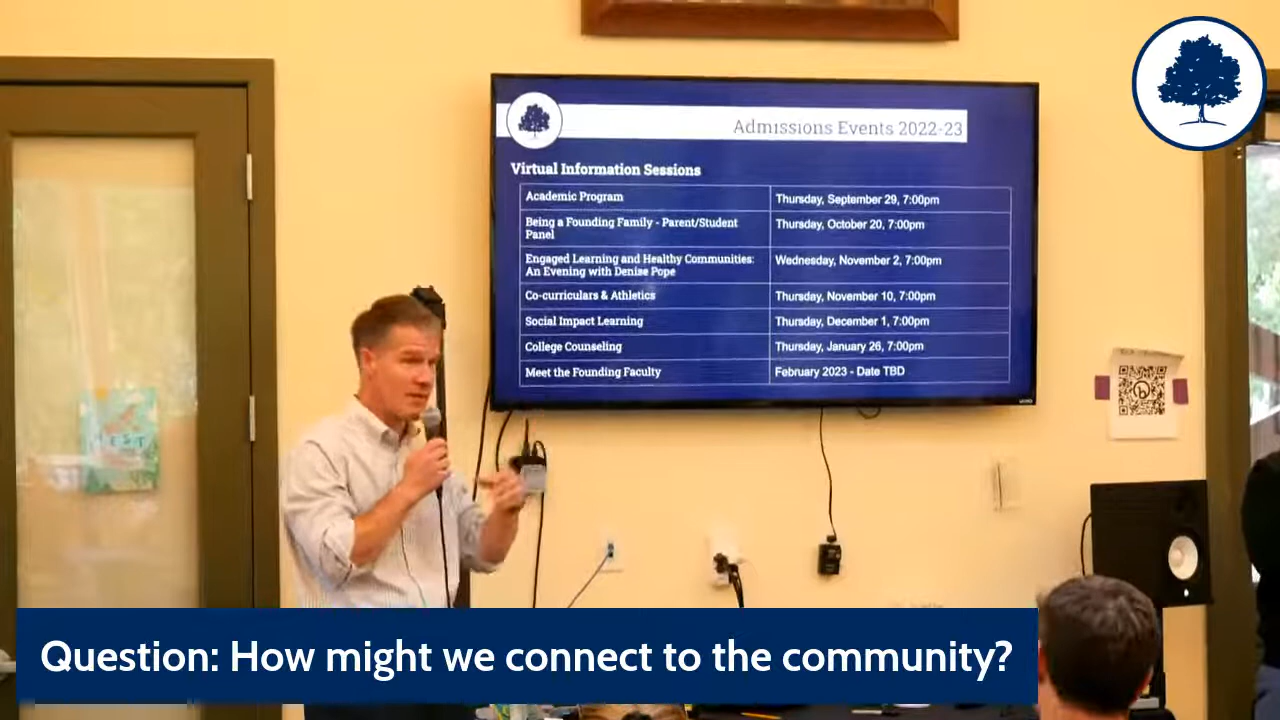 Admissions Events 2022-23
Virtual Information Sessions
Academic Program
Thursday, September 29, 7:00pm
Being a Founding Family - Parent/Student
Panel
Thursday, October 20, 7:00pm
Engaged Learning and Healthy Communities:
An Evening with Denise Pope
Wednesday, November 2, 7:00pm
Co-curriculars & Athletics
Thursday, November 10, 7:00pm
Social Impact Learning
Thursday, December 1, 7:00pm
College Counseling
Thursday, January 26, 7:00pm
Meet the Founding Faculty
February 2023 - Date TBD
Question: How might we connect to the community?